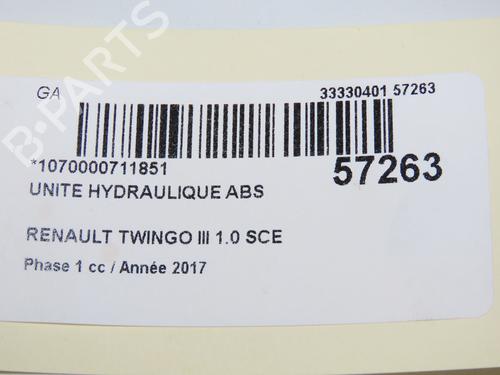 GA 33330401 57263
*1070000711851 57263
UNITE HYDRAULIQUE ABS
RENAULT TWINGO III 1.0 SCE
Phase 1 cc / Année 2017
B-PARTS